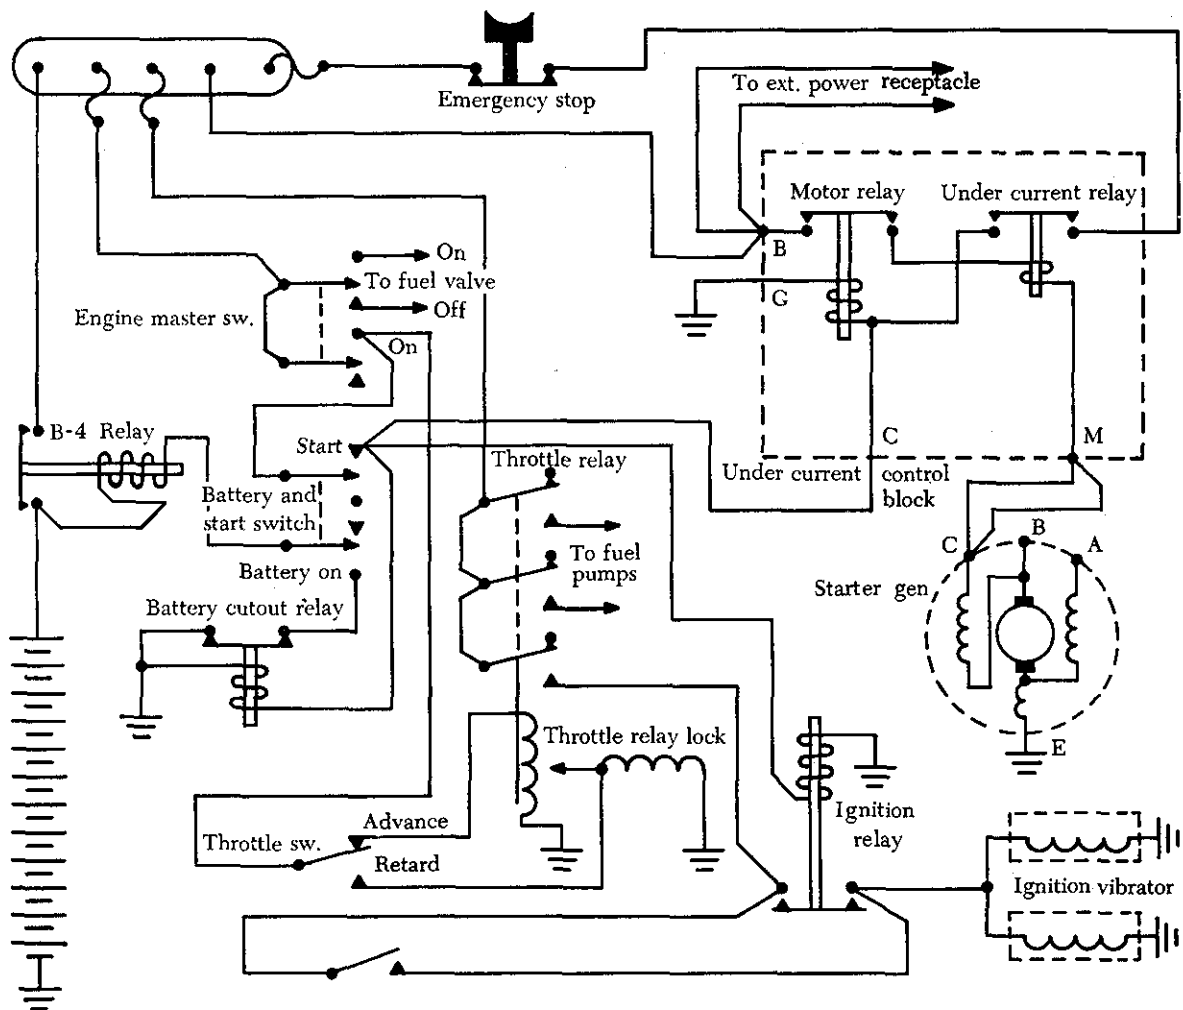 Emergency stop
To ext. power receptacle
Motor relay
Under current relay
B
G
On
To fuel valve
Off
Engine master sw.
On
B-4 Relay
Start
Throttle relay
C
M
Under current control
block
Battery and
start switch
To fuel
pumps
Battery on
Battery cutout relay
B
C
A
Starter gen
E
Throttle relay lock
Ignition
relay
Advance
Throttle sw.
Retard
Ignition vibrator